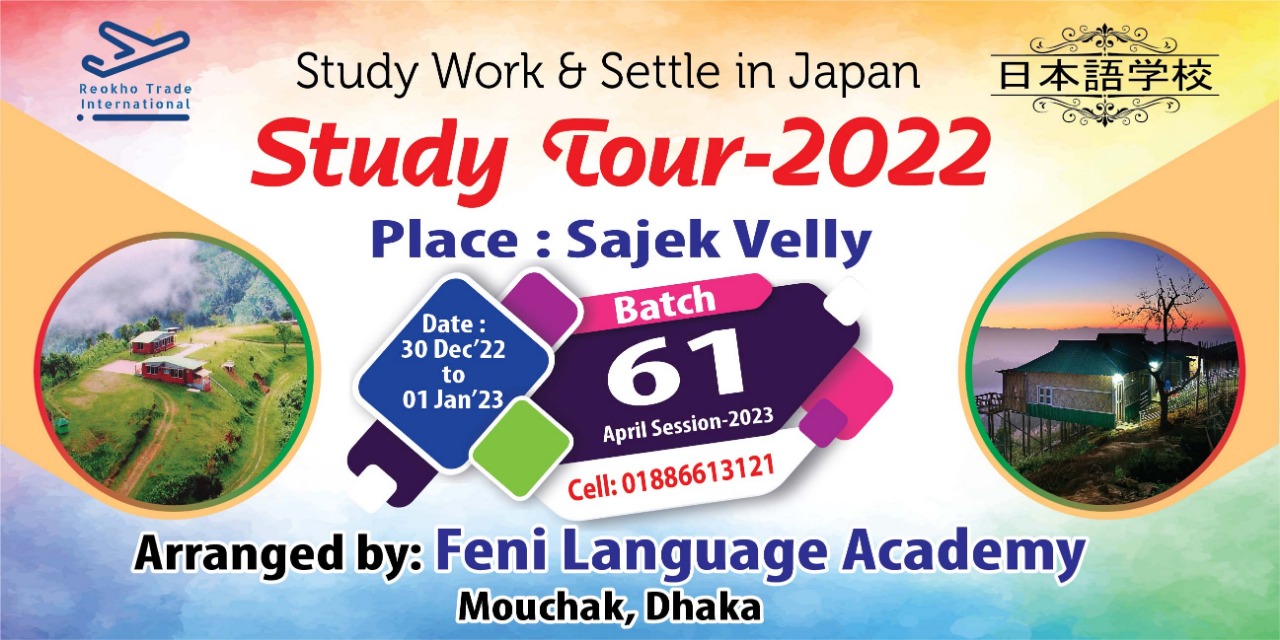 Reokho Trade
International
Study Work & Settle in Japan
日本語学校
Study Tour-2022
Place : Sajek Velly
Date :
30 Dec'22
to
01 Jan'23
Batch
61
April Session-2023
Cell: 01886613121
Arranged by: Feni Language Academy
Mouchak, Dhaka